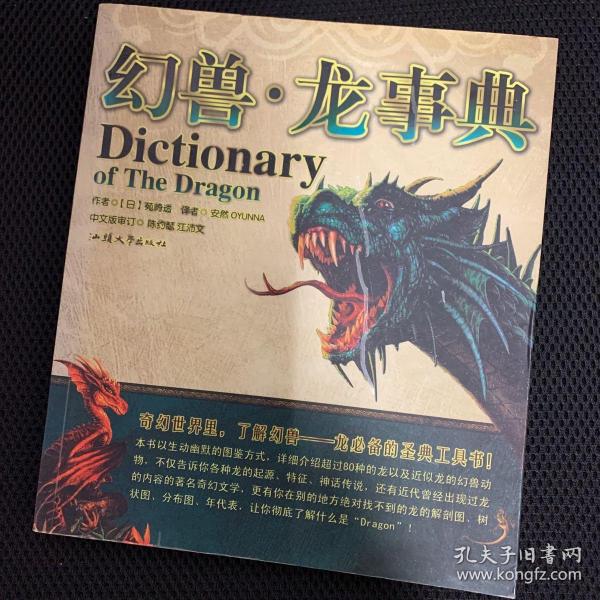 幻兽·龙事典
Dictionary
of The Dragon
作者◎【日】苑崎透 译者◎安然 OYUNNA
中文版审订◎陈灼 江沛文
汕头大学出版社
奇幻世界里，了解幻兽——龙必备的圣典工具书！
本书以生动幽默的图鉴方式，详细介绍超过80种的龙以及近似龙的幻兽动
物，不仅告诉你各种龙的起源、特征、神话传说，还有近代曾经出现过龙
的内容的著名奇幻文学，更有你在别的地方绝对找不到的龙的解剖图、树
状图、分布图、年代表，让你彻底了解什么是“Dragon”！
孔夫子旧书网
www.kongfz.com